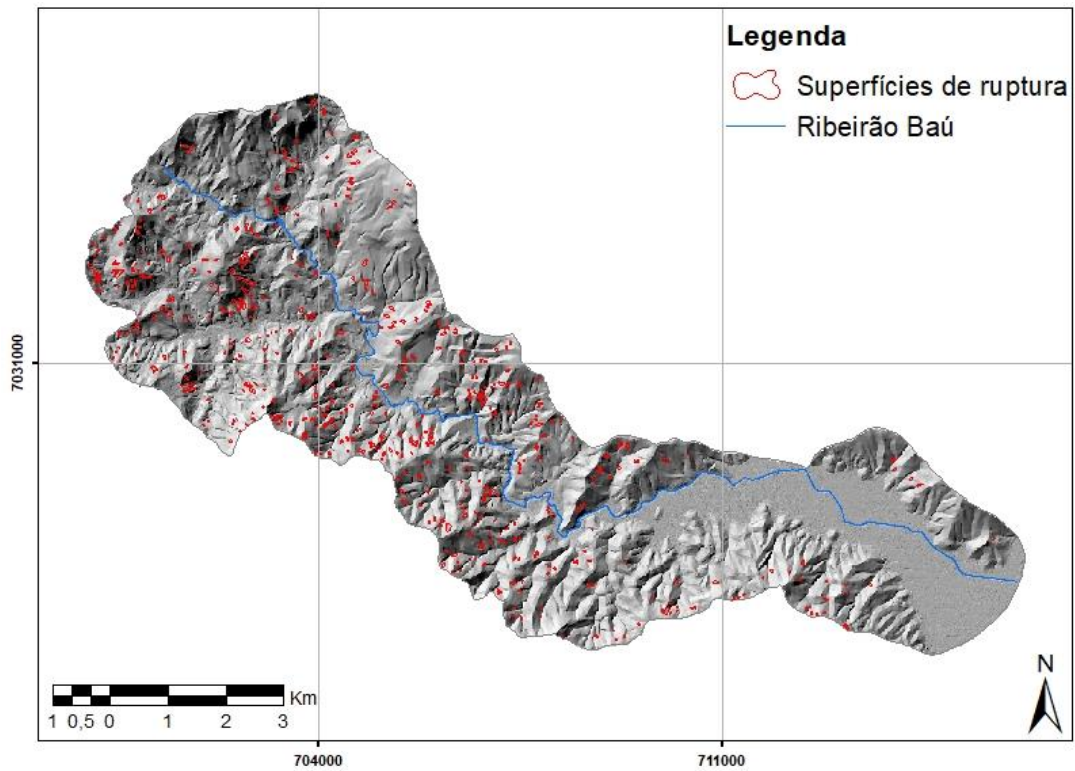 Legenda
Superfícies de ruptura
Ribeirão Baú
7031000
N
Km
1 0,5 0 1 2 3
704000 711000